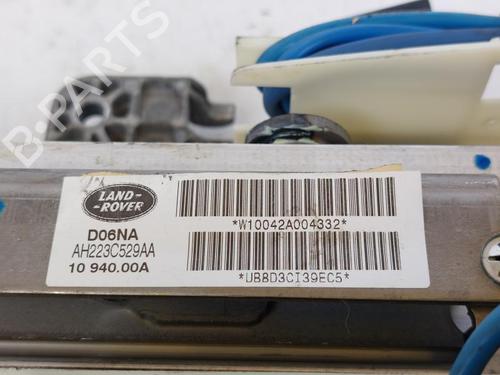 B-PARTS
LAND-
ROVER
D06NA
AH223C529AA
10 940.00A
*W10042A004332*
*UB8D3CI39EC5*